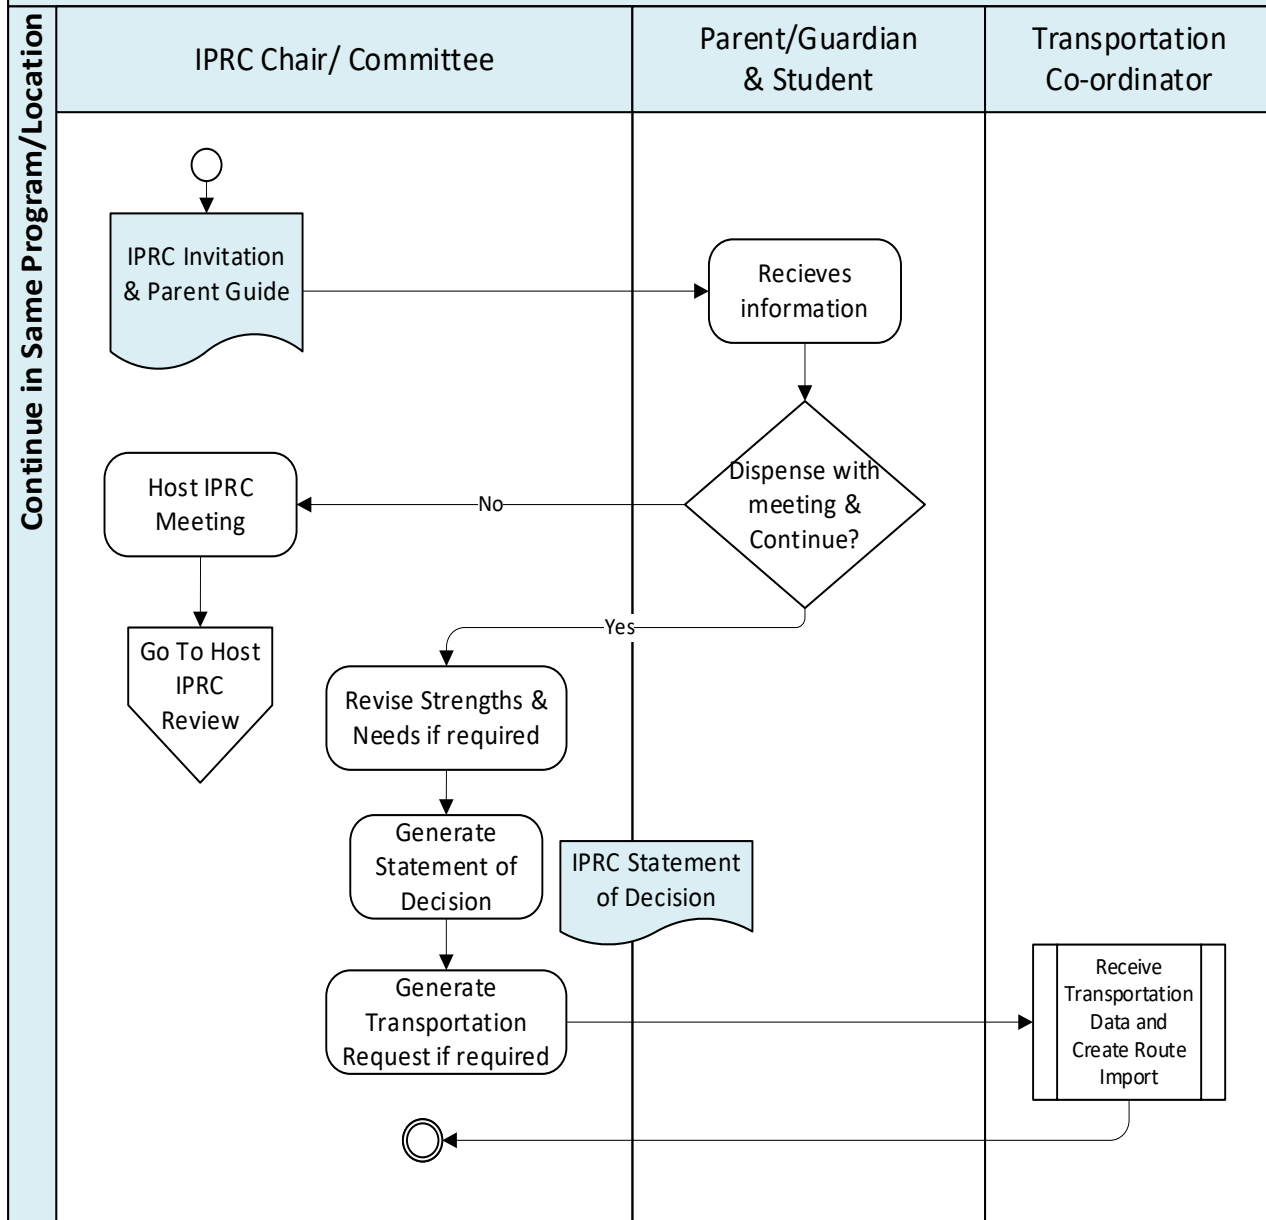 Continue in Same Program/Location
IPRC Chair/ Committee
Parent/Guardian
& Student
Transportation
Co-ordinator
IPRC Invitation
& Parent Guide
Recieves
information
Dispense with
meeting &
Continue?
No
Host IPRC
Meeting
Yes
Go To Host
IPRC
Review
Revise Strengths &
Needs if required
Generate
Statement of
Decision
IPRC Statement
of Decision
Generate
Transportation
Request if required
Receive
Transportation
Data and
Create Route
Import